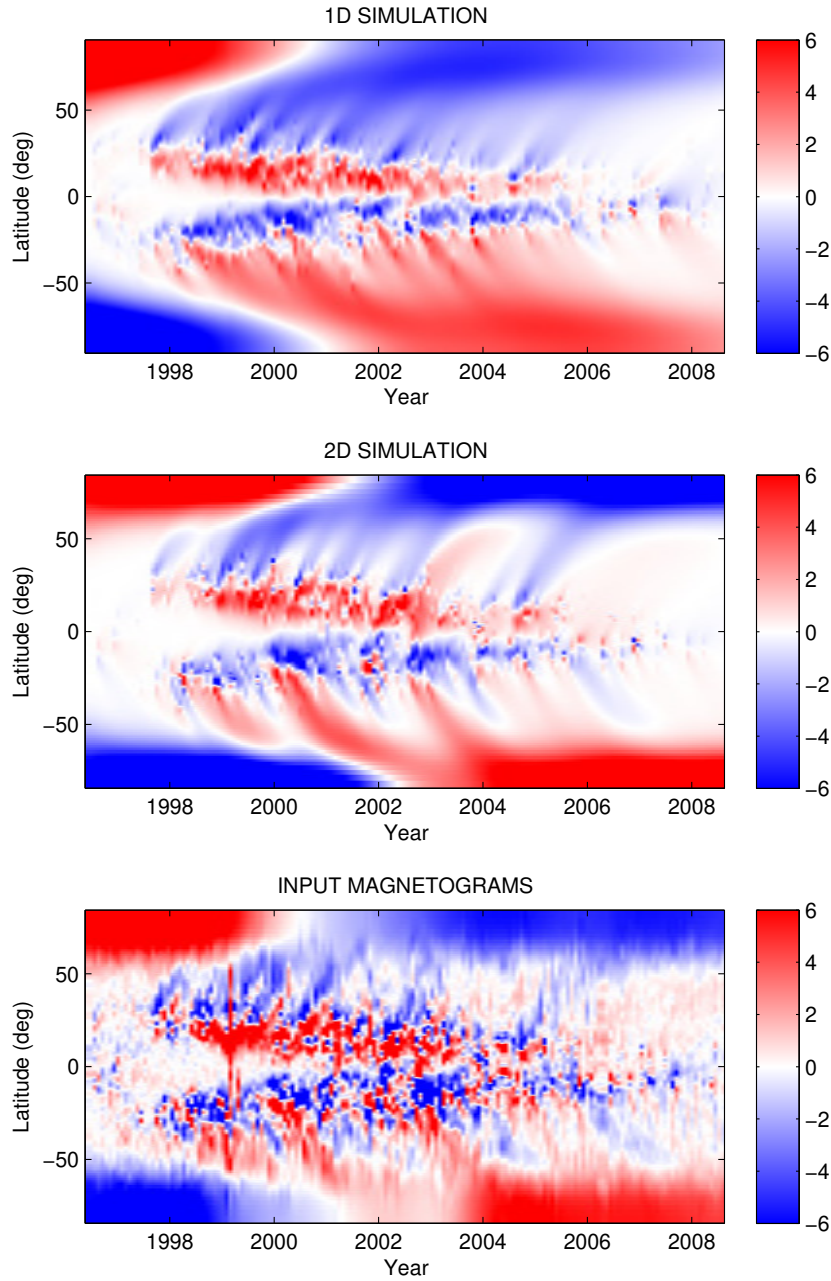 1D SIMULATION
50
0
−50
Latitude (deg)
1998 2000 2002 2004 2006 2008
Year
6
4
2
0
−2
−4
−6
2D SIMULATION
50
0
−50
Latitude (deg)
1998 2000 2002 2004 2006 2008
Year
6
4
2
0
−2
−4
−6
INPUT MAGNETOGRAMS
50
0
−50
Latitude (deg)
1998 2000 2002 2004 2006 2008
Year
6
4
2
0
−2
−4
−6